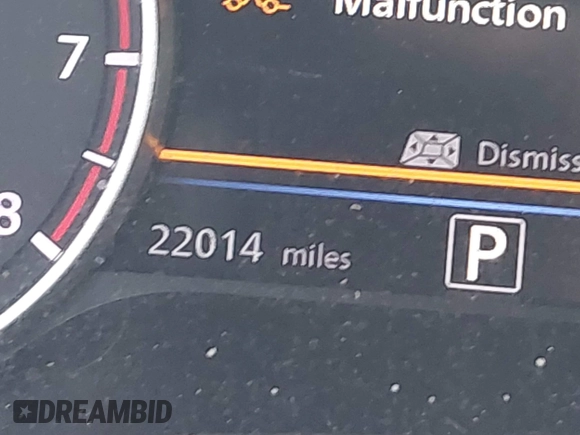 Malfunction
7
Dismiss
8
22014 miles
P
DREAMBID